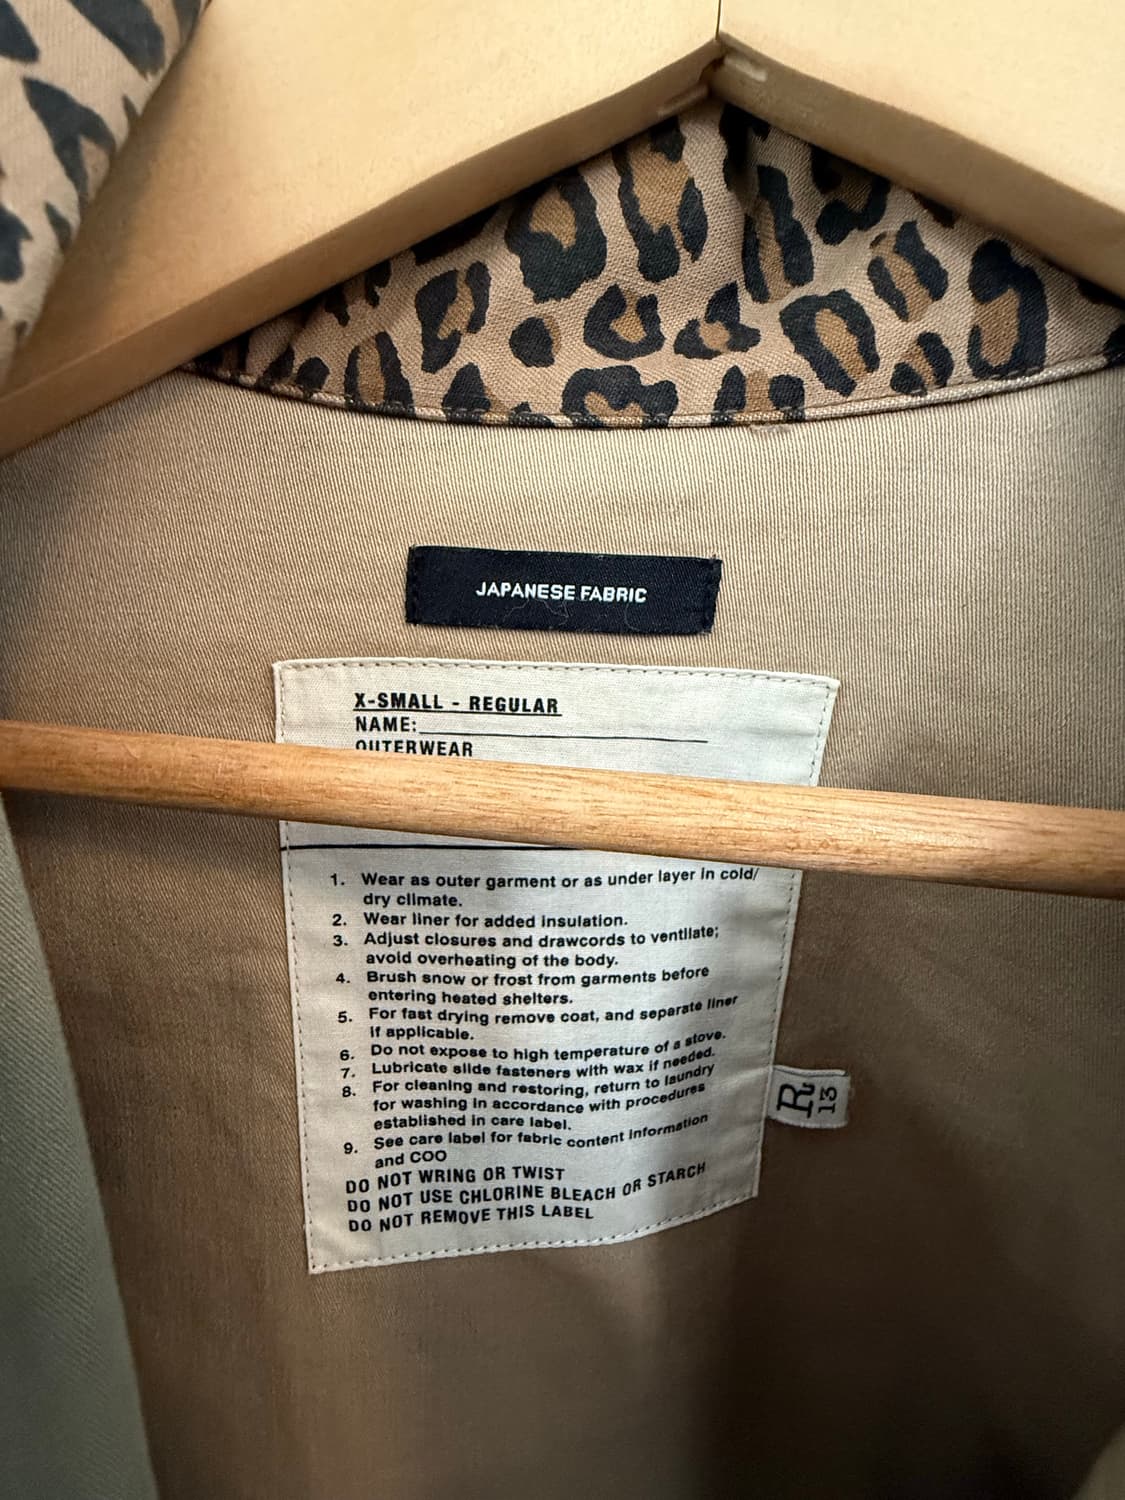 JAPANESE FABRIC
X-SMALL - REGULAR
NAME:
OUTERWEAR
1. Wear as outer garment or as under layer in cold/
dry climate.
2. Wear liner for added insulation.
3. Adjust closures and drawcords to ventilate;
avoid overheating of the body.
4. Brush snow or frost from garments before
entering heated shelters.
5. For fast drying remove coat, and separate liner
if applicable.
6. Do not expose to high temperature of a stove.
7. Lubricate slide fasteners with wax if needed.
8. For cleaning and restoring, return to laundry
for washing in accordance with procedures
established in care label.
9. See care label for fabric content information
and COO
DO NOT WRING OR TWIST
DO NOT USE CHLORINE BLEACH OR STARCH
DO NOT REMOVE THIS LABEL
R
13